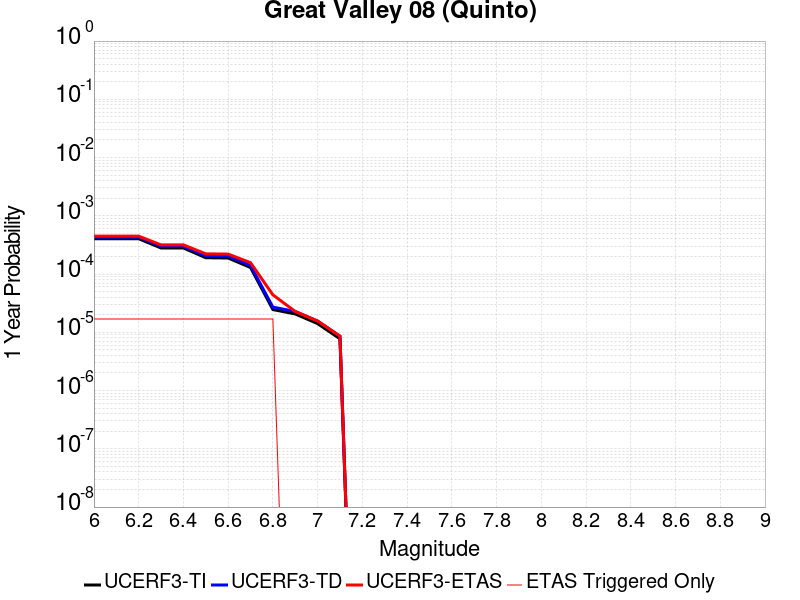 Great Valley 08 (Quinto)
10^0
10^-1
10^-2
10^-3
10^-4
10^-5
10^-6
10^-7
10^-8
1 Year Probability
6 6.2 6.4 6.6 6.8 7 7.2 7.4 7.6 7.8 8 8.2 8.4 8.6 8.8 9
Magnitude
UCERF3-TI UCERF3-TD UCERF3-ETAS ETAS Triggered Only